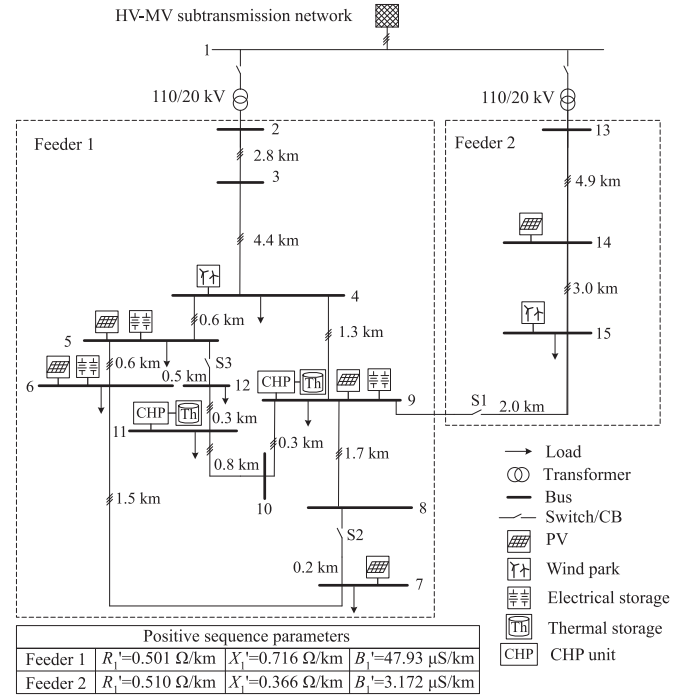 HV-MV subtransmission network
1
110/20 kV
110/20 kV
Feeder 1
2
13
Feeder 2
2.8 km
3
4.9 km
4.4 km
14
4
3.0 km
0.6 km
1.3 km
15
5
0.6 km
S3
6
0.5 km
12
CHP
Th
9
S1
2.0 km
CHP
Th
11
0.3 km
0.3 km
0.8 km
1.7 km
10
1.5 km
8
S2
0.2 km
7
Load
Transformer
Bus
Switch/CB
PV
Wind park
Electrical storage
Th Thermal storage
CHP CHP unit
Positive sequence parameters
Feeder 1 R₁'=0.501 Ω/km X₁'=0.716 Ω/km B₁'=47.93 μS/km
Feeder 2 R₁'=0.510 Ω/km X₁'=0.366 Ω/km B₁'=3.172 μS/km